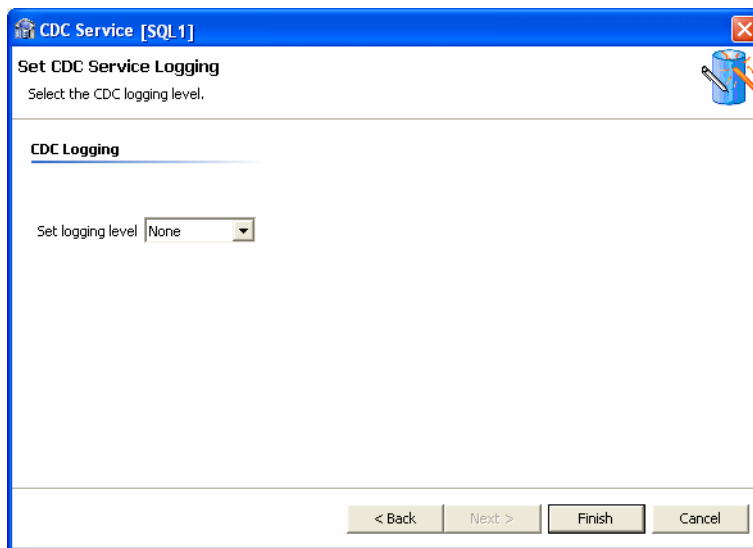 CDC Service [SQL1]
Set CDC Service Logging
Select the CDC logging level.
CDC Logging
Set logging level None
< Back Next > Finish Cancel